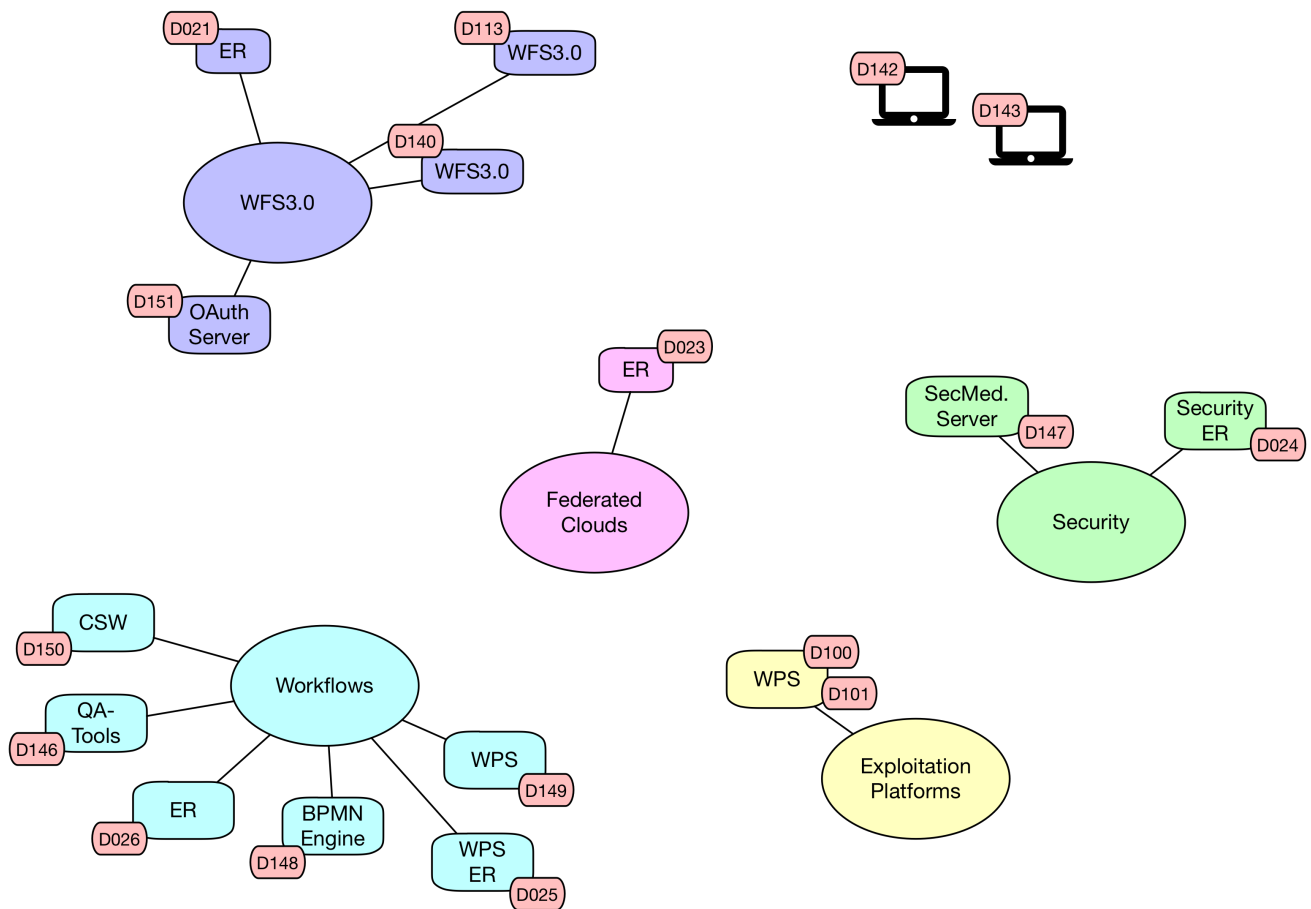 D021
ER
D113
WFS3.0
D140
WFS3.0
WFS3.0
D151
OAuth
Server
D142
D143
D023
ER
Federated
Clouds
SecMed.
Server
D147
Security
ER
D024
Security
CSW
D150
Workflows
QA-
Tools
D146
ER
D026
BPMN
Engine
D148
WPS
D149
WPS
ER
D025
D100
WPS
D101
Exploitation
Platforms